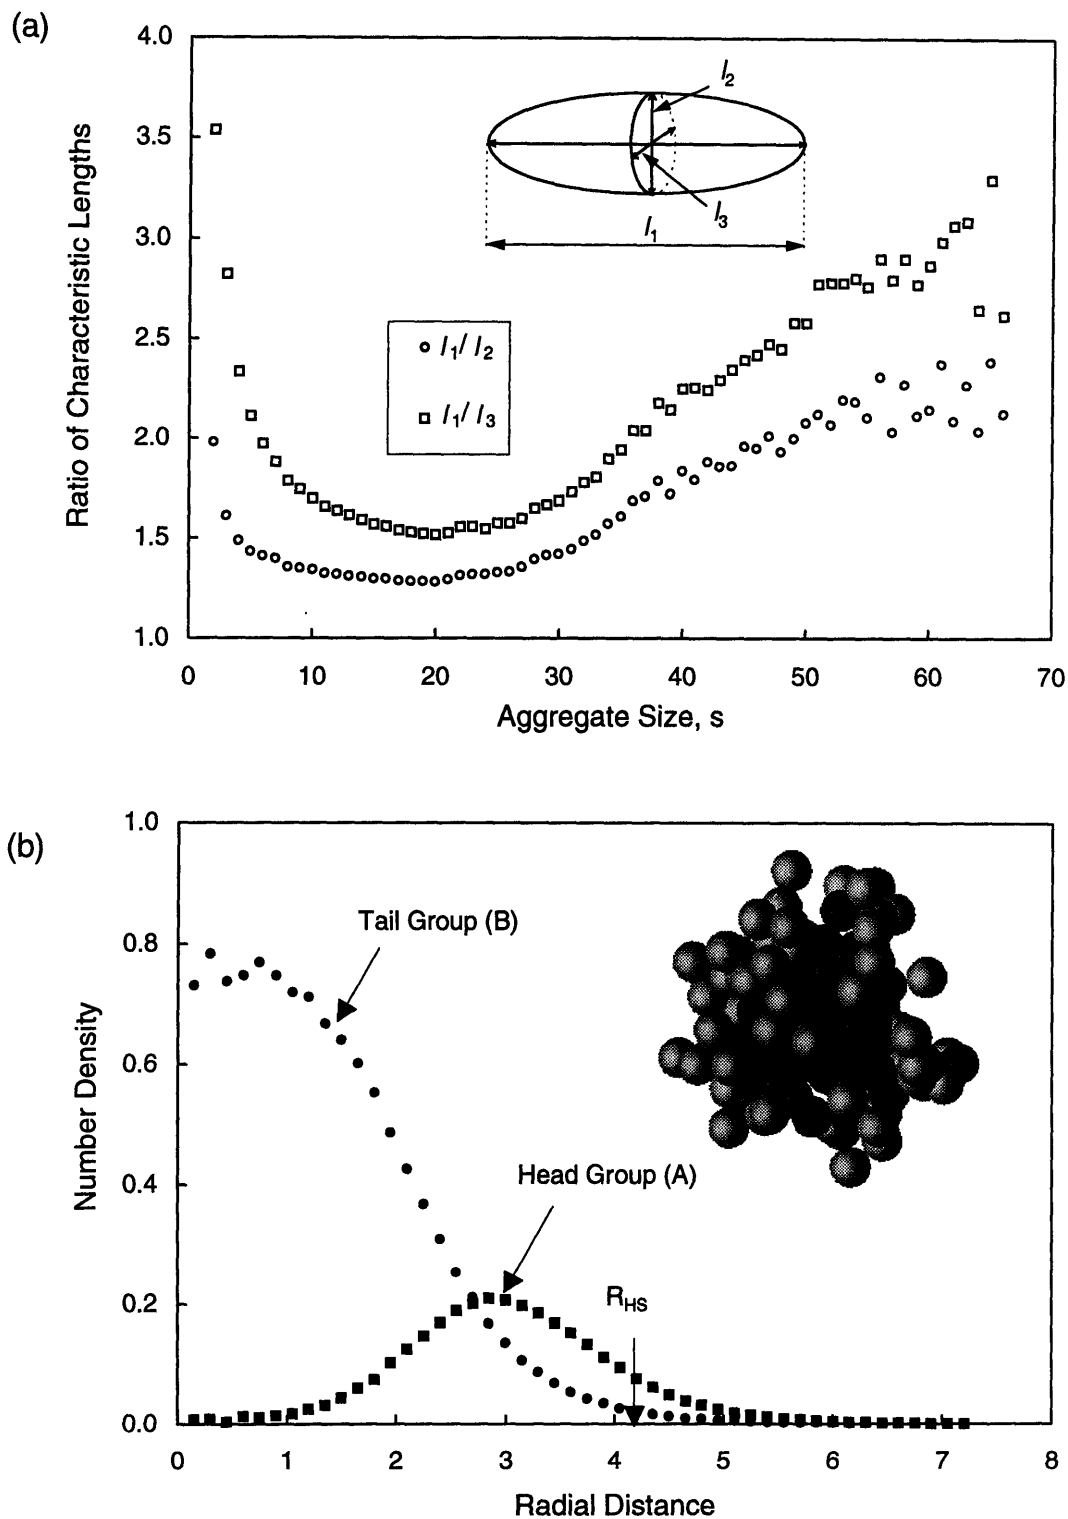 (a)
4.0
3.5
3.0
2.5
2.0
1.5
1.0
Ratio of Characteristic Lengths
l2
l3
l1
l1/ l2
l1/ l3
0 10 20 30 40 50 60 70
Aggregate Size, s
(b)
1.0
0.8
0.6
0.4
0.2
0.0
Number Density
Tail Group (B)
Head Group (A)
RHS
0 1 2 3 4 5 6 7 8
Radial Distance